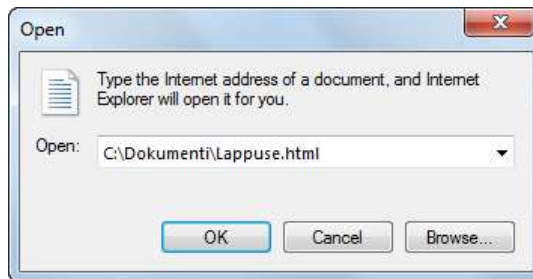 Open
Type the Internet address of a document, and Internet
Explorer will open it for you.
Open: C:\Dokumenti\Lappuse.html
OK Cancel Browse...